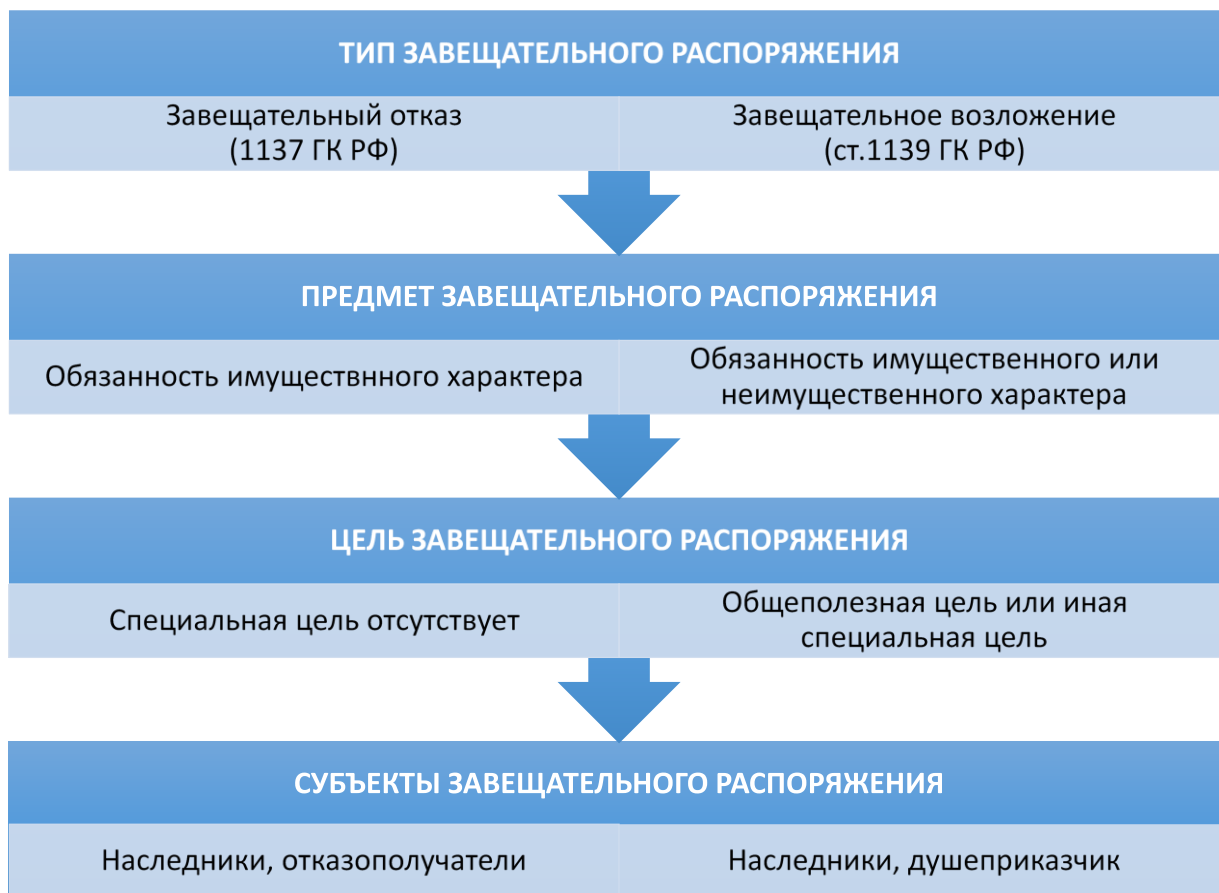 ТИП ЗАВЕЩАТЕЛЬНОГО РАСПОРЯЖЕНИЯ
Завещательный отказ
(1137 ГК РФ)
Завещательное возложение
(ст.1139 ГК РФ)
ПРЕДМЕТ ЗАВЕЩАТЕЛЬНОГО РАСПОРЯЖЕНИЯ
Обязанность имуществнного характера
Обязанность имущественного или
неимущественного характера
ЦЕЛЬ ЗАВЕЩАТЕЛЬНОГО РАСПОРЯЖЕНИЯ
Специальная цель отсутствует
Общеполезная цель или иная
специальная цель
СУБЪЕКТЫ ЗАВЕЩАТЕЛЬНОГО РАСПОРЯЖЕНИЯ
Наследники, отказополучатели
Наследники, душеприказчик